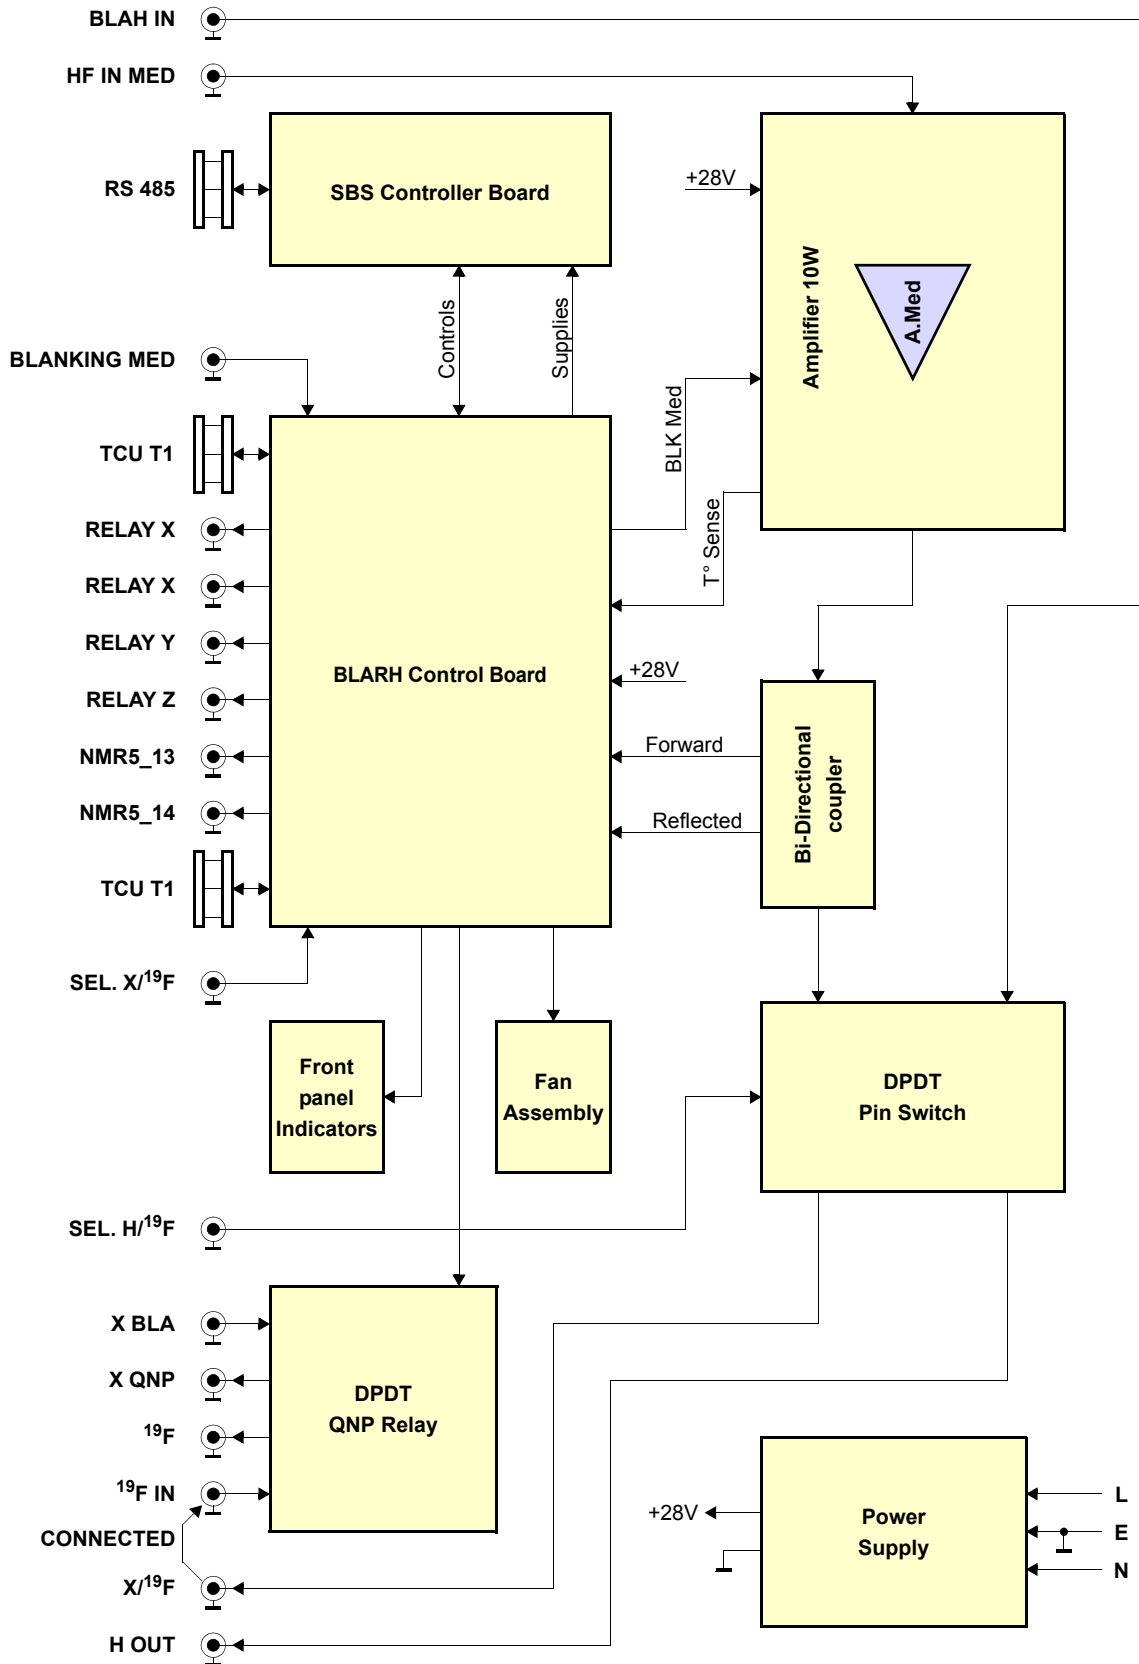 BLAH IN
HF IN MED
RS 485
SBS Controller Board
+28V
Amplifier 10W
A.Med
Controls
Supplies
BLANKING MED
TCU T1
BLK Med
T° Sense
RELAY X
RELAY X
RELAY Y
RELAY Z
NMR5_13
NMR5_14
TCU T1
SEL. X/¹⁹F
BLARH Control Board
+28V
Forward
Reflected
Bi-Directional
coupler
Front
panel
Indicators
Fan
Assembly
DPDT
Pin Switch
SEL. H/¹⁹F
X BLA
X QNP
¹⁹F
¹⁹F IN
CONNECTED
X/¹⁹F
H OUT
DPDT
QNP Relay
+28V
Power
Supply
L
E
N